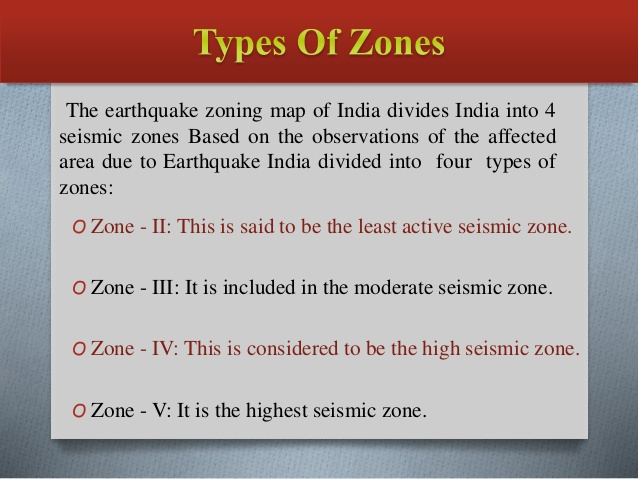 Types Of Zones
The earthquake zoning map of India divides India into 4
seismic zones Based on the observations of the affected
area due to Earthquake India divided into four types of
zones:
O Zone - II: This is said to be the least active seismic zone.
O Zone - III: It is included in the moderate seismic zone.
O Zone - IV: This is considered to be the high seismic zone.
O Zone - V: It is the highest seismic zone.